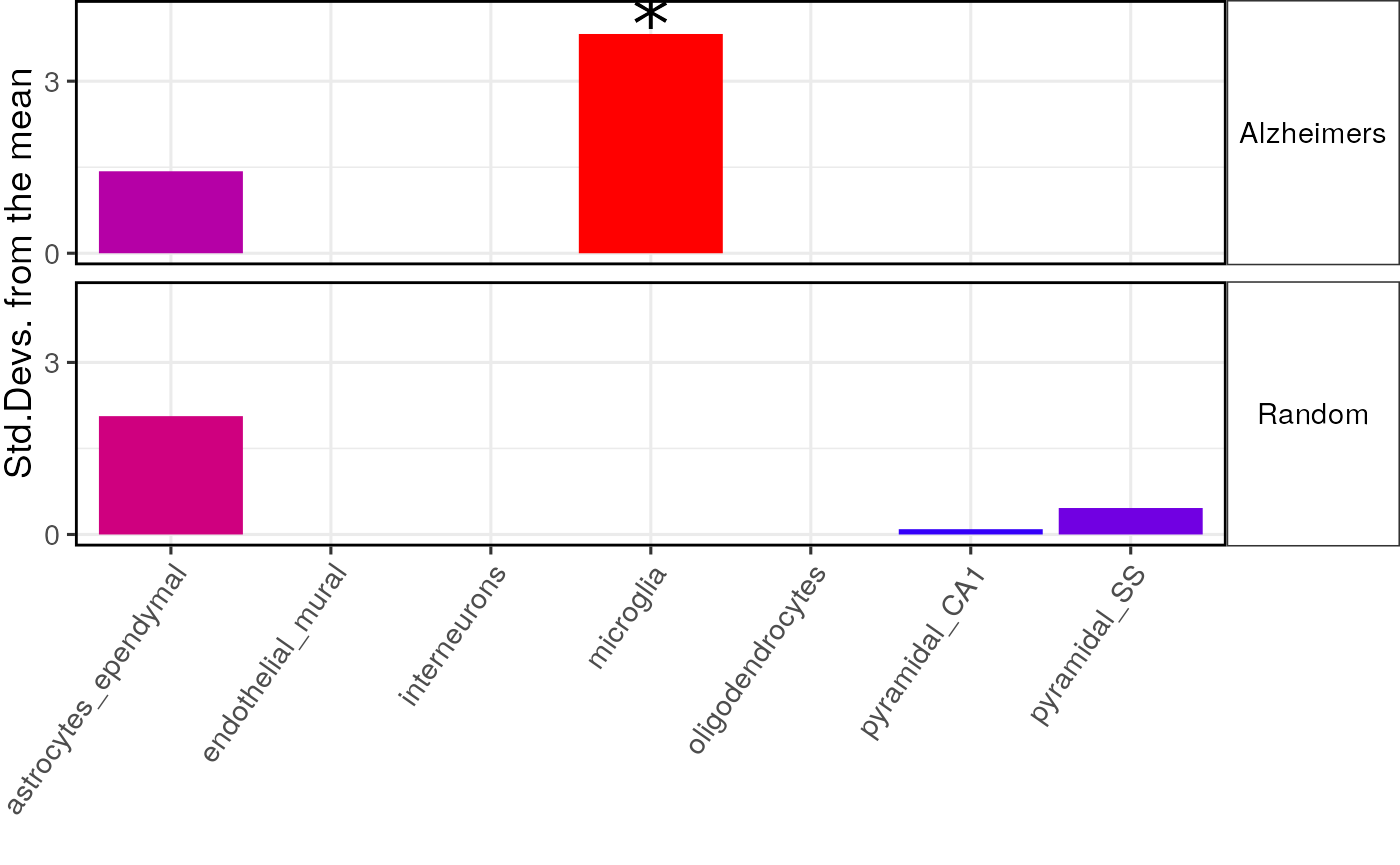 Std.Devs. from the mean
*
3
0
Alzheimers
3
0
Random
astrocytes_ependymal
endothelial_mural
interneurons
microglia
oligodendrocytes
pyramidal_CA1
pyramidal_SS